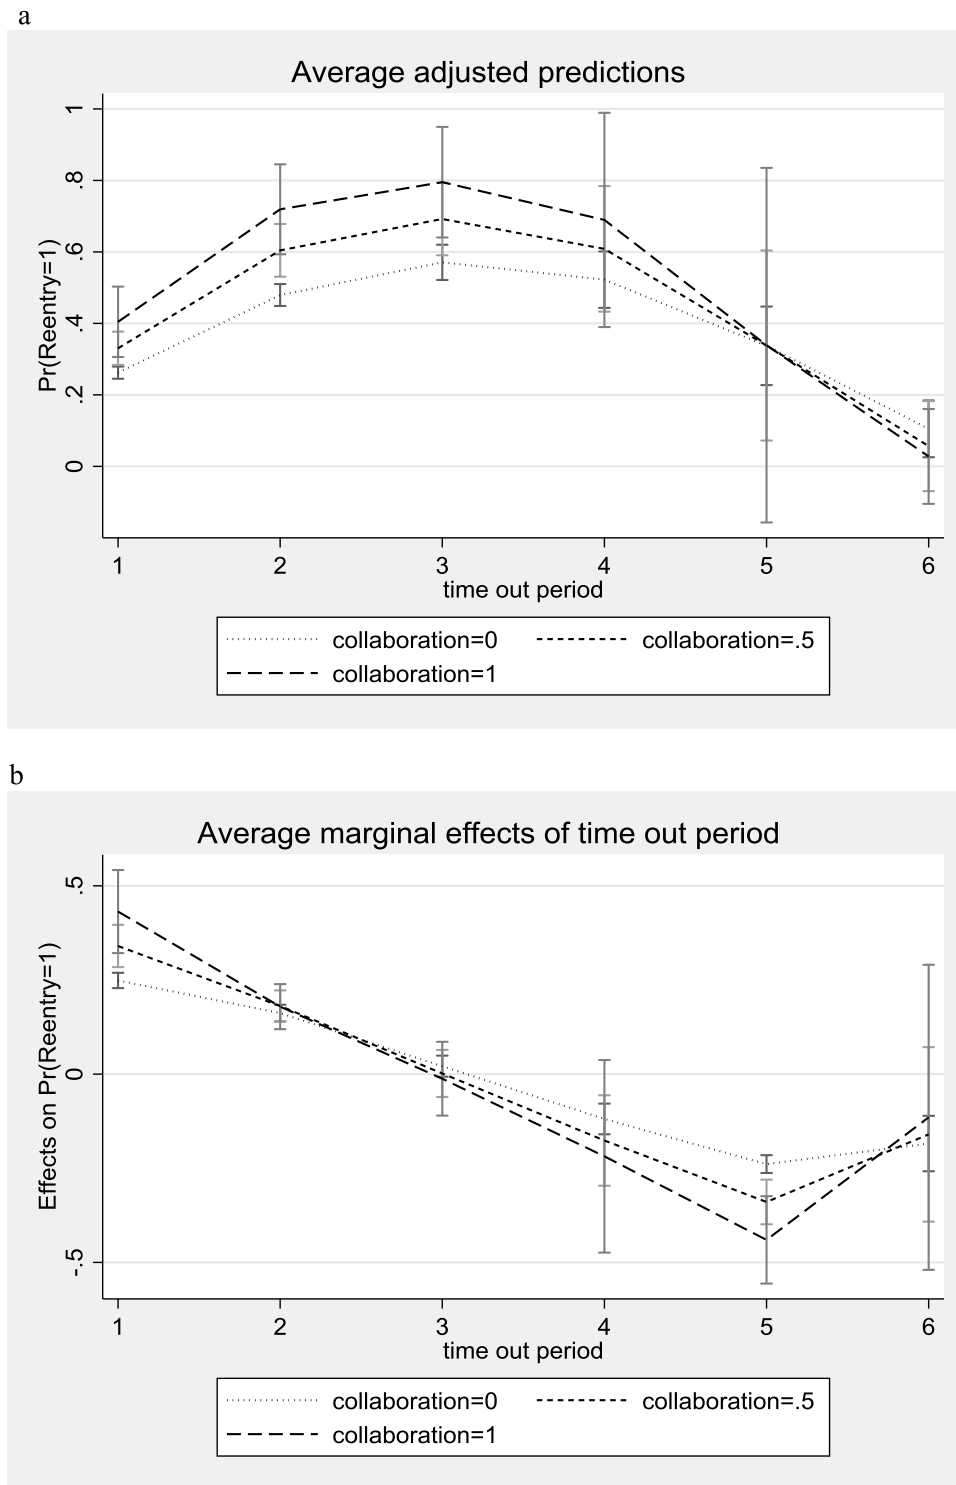 a
Average adjusted predictions
Pr(Reentry=1)
1
.8
.6
.4
.2
0
1 2 3 4 5 6
time out period
collaboration=0 collaboration=.5
collaboration=1
b
Average marginal effects of time out period
Effects on Pr(Reentry=1)
.5
0
-.5
1 2 3 4 5 6
time out period
collaboration=0 collaboration=.5
collaboration=1